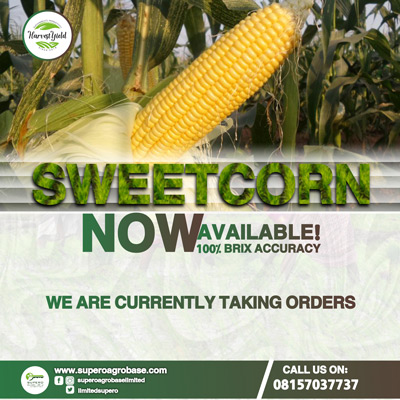 HarvestYield
SWEETCORN
NOW AVAILABLE!
100% BRIX ACCURACY
WE ARE CURRENTLY TAKING ORDERS
www.superoagrobase.com
superoagrobaselimited
limitedsupero
CALL US ON:
08157037737